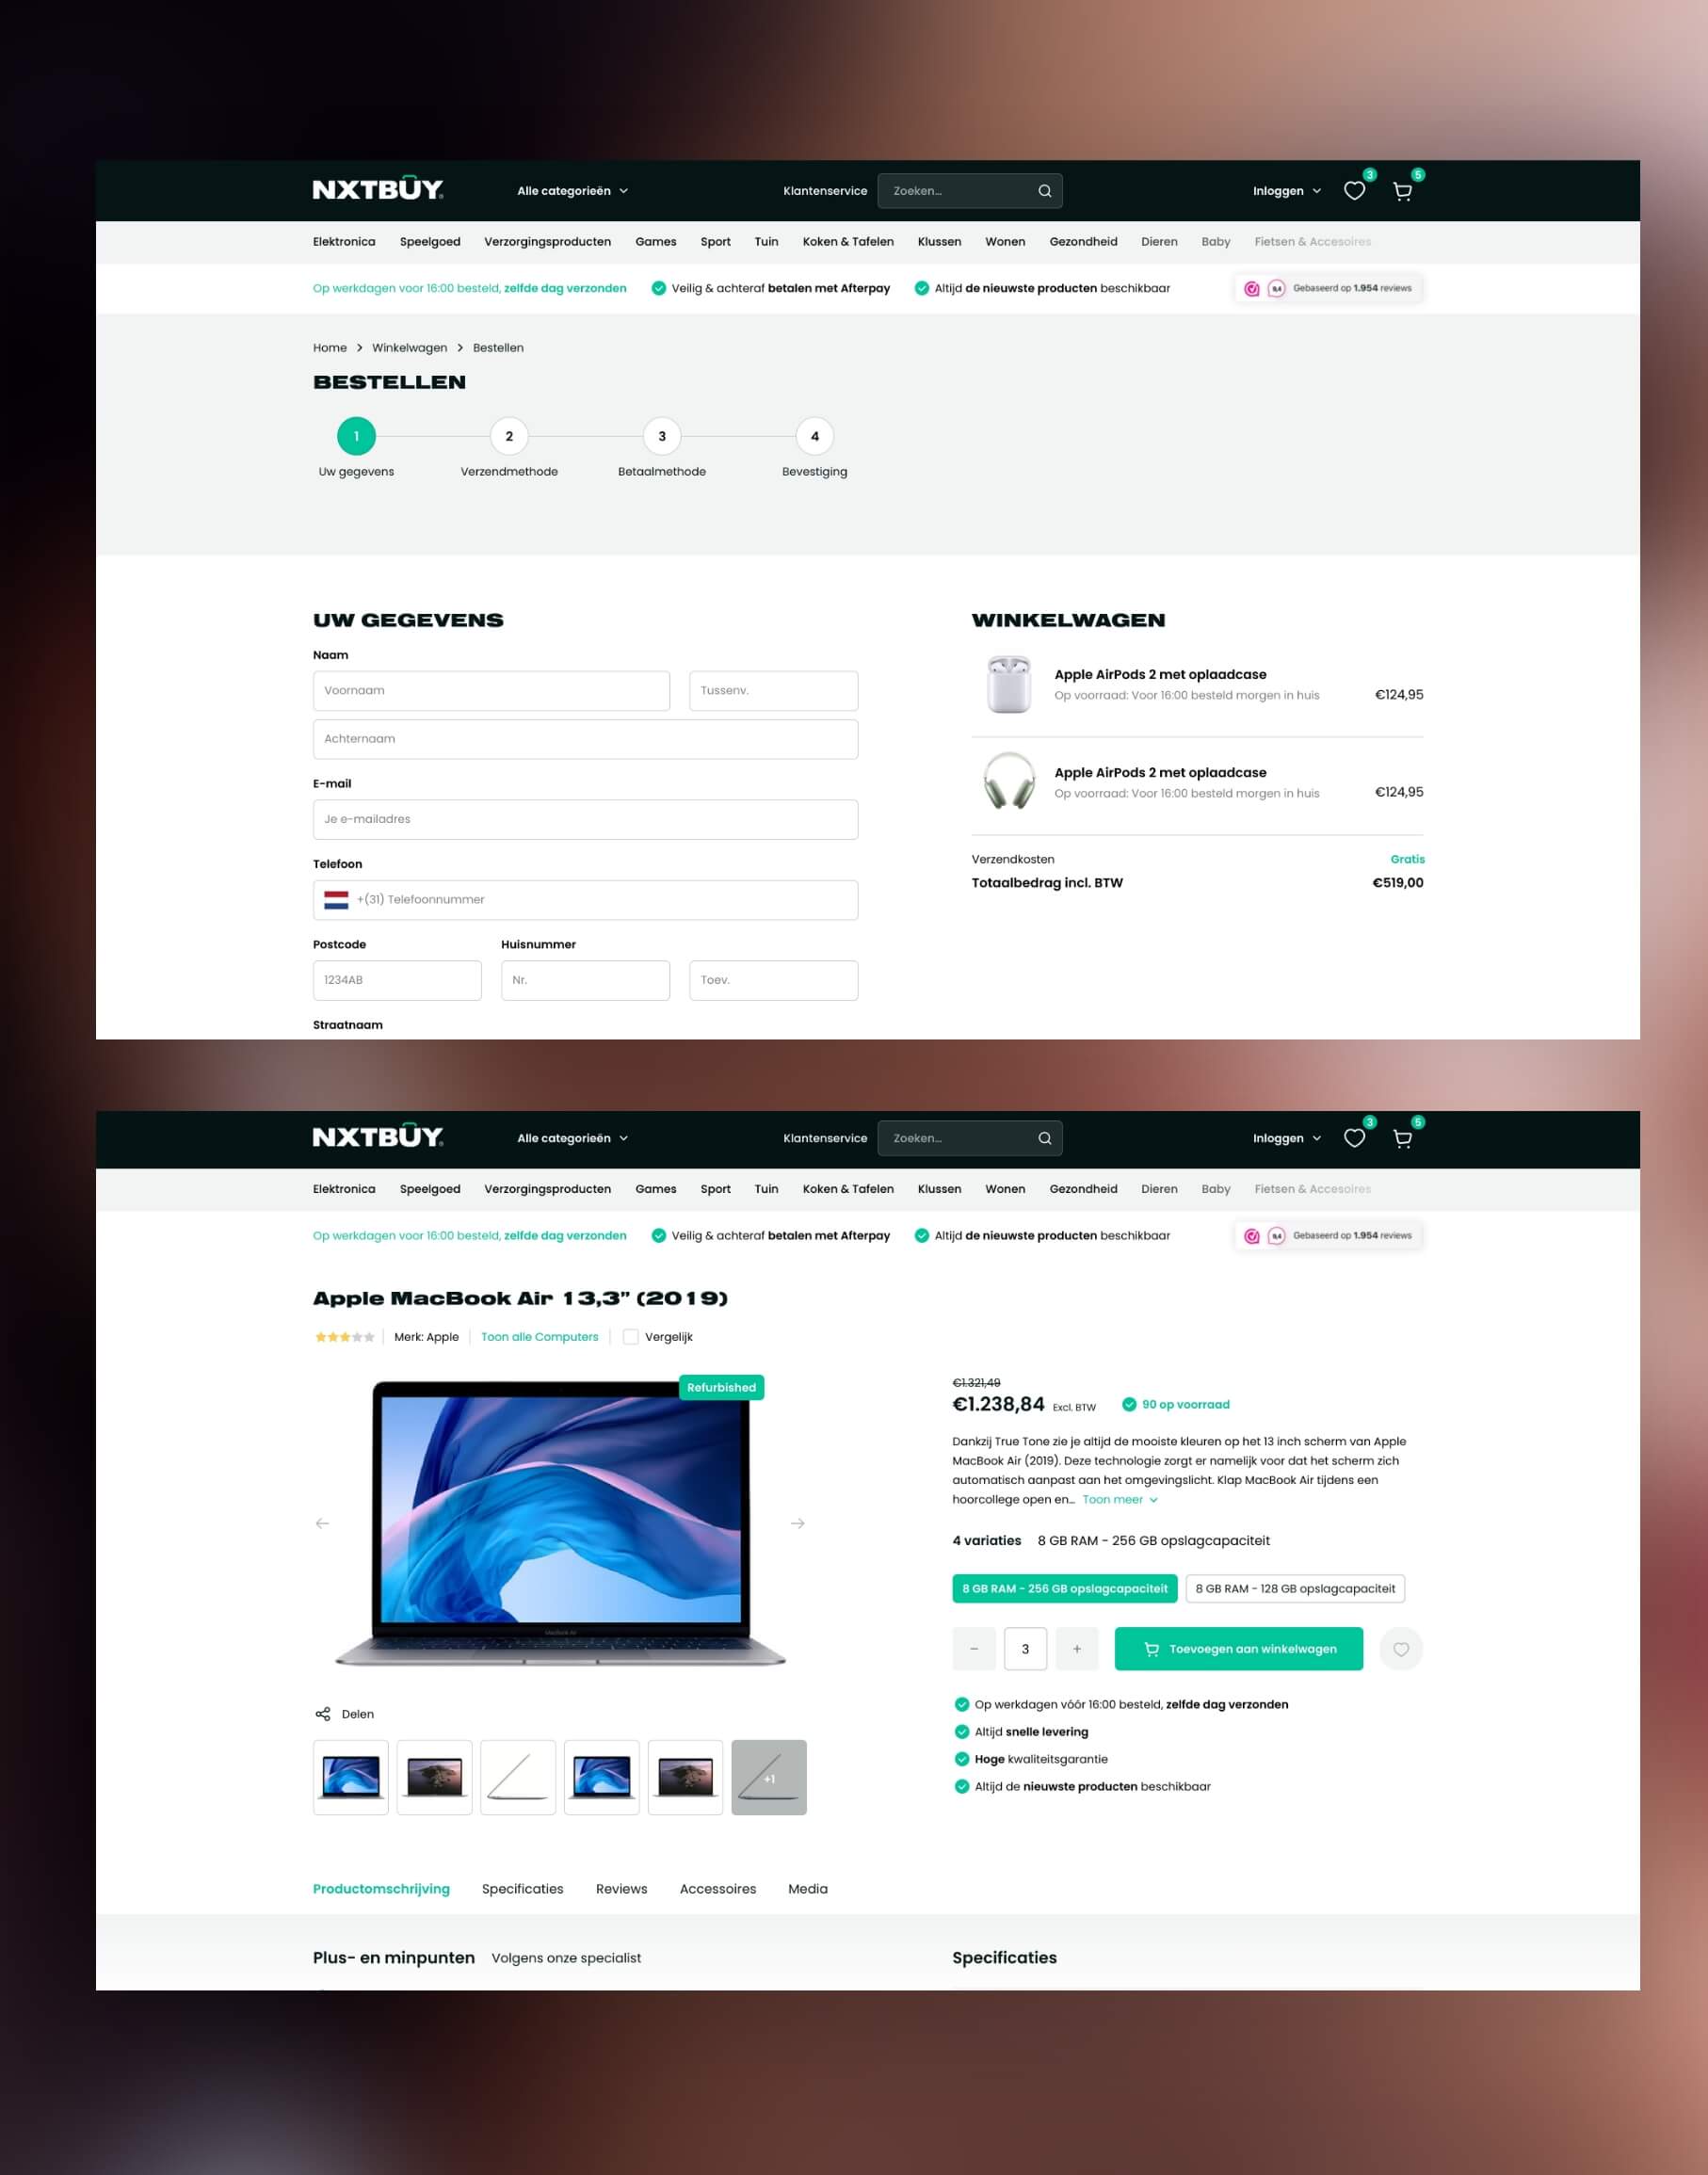 NXTBUY
Alle categorieën
Klantenservice
Zoeken...
Inloggen
3
5
Elektronica Speelgoed Verzorgingsproducten Games Sport Tuin Koken & Tafelen Klussen Wonen Gezondheid Dieren Baby Fietsen & Accesoires
Op werkdagen voor 16:00 besteld, zelfde dag verzonden
Veilig & achteraf betalen met Afterpay
Altijd de nieuwste producten beschikbaar
9,4
Gebaseerd op 1.954 reviews
Home > Winkelwagen > Bestellen
BESTELLEN
1 2 3 4
Uw gegevens Verzendmethode Betaalmethode Bevestiging
UW GEGEVENS
Naam
Voornaam
Tussenv.
Achternaam
E-mail
Je e-mailadres
Telefoon
+(31) Telefoonnummer
Postcode
Huisnummer
1234AB
Nr.
Toev.
Straatnaam
WINKELWAGEN
Apple AirPods 2 met oplaadcase
Op voorraad: Voor 16:00 besteld morgen in huis
€124,95
Apple AirPods 2 met oplaadcase
Op voorraad: Voor 16:00 besteld morgen in huis
€124,95
Verzendkosten
Gratis
Totaalbedrag incl. BTW
€519,00
NXTBUY
Alle categorieën
Klantenservice
Zoeken...
Inloggen
3
5
Elektronica Speelgoed Verzorgingsproducten Games Sport Tuin Koken & Tafelen Klussen Wonen Gezondheid Dieren Baby Fietsen & Accesoires
Op werkdagen voor 16:00 besteld, zelfde dag verzonden
Veilig & achteraf betalen met Afterpay
Altijd de nieuwste producten beschikbaar
9,4
Gebaseerd op 1.954 reviews
Apple MacBook Air 13,3” (2019)
Merk: Apple
Toon alle Computers
Vergelijk
Refurbished
MacBook Air
Delen
+1
€1.321,49
€1.238,84 Excl. BTW
90 op voorraad
Dankzij True Tone zie je altijd de mooiste kleuren op het 13 inch scherm van Apple
MacBook Air (2019). Deze technologie zorgt er namelijk voor dat het scherm zich
automatisch aanpast aan het omgevingslicht. Klap MacBook Air tijdens een
hoorcollege open en... Toon meer
4 variaties 8 GB RAM - 256 GB opslagcapaciteit
8 GB RAM - 256 GB opslagcapaciteit
8 GB RAM - 128 GB opslagcapaciteit
− 3 +
Toevoegen aan winkelwagen
Op werkdagen vóór 16:00 besteld, zelfde dag verzonden
Altijd snelle levering
Hoge kwaliteitsgarantie
Altijd de nieuwste producten beschikbaar
Productomschrijving Specificaties Reviews Accessoires Media
Plus- en minpunten Volgens onze specialist
Specificaties